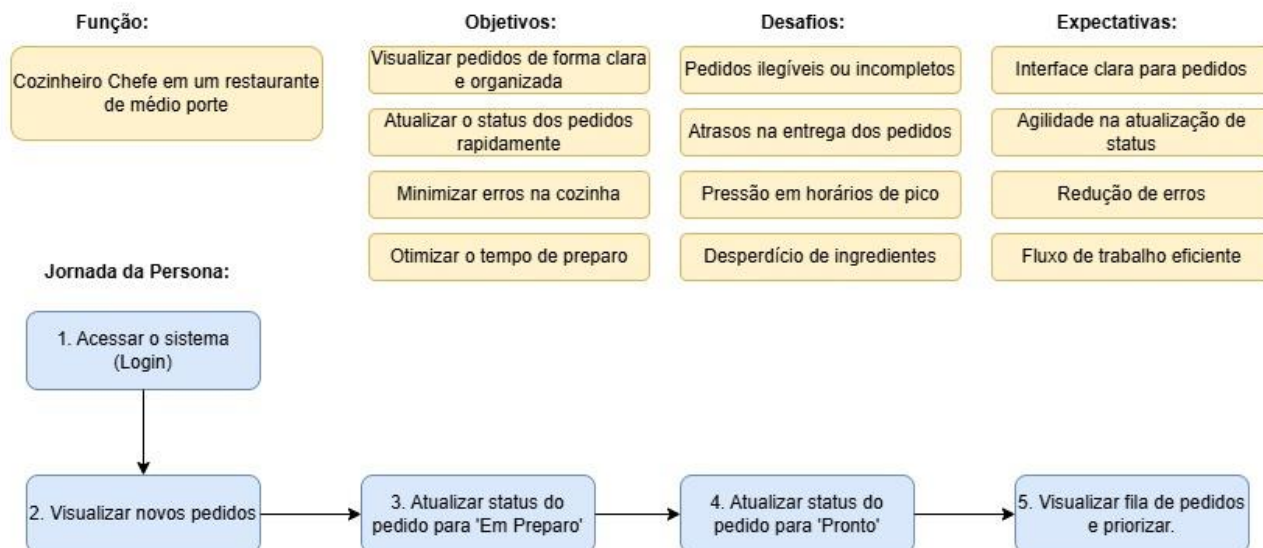 Função:
Cozinheiro Chefe em um restaurante
de médio porte
Objetivos:
Visualizar pedidos de forma clara
e organizada
Atualizar o status dos pedidos
rapidamente
Minimizar erros na cozinha
Otimizar o tempo de preparo
Desafios:
Pedidos ilegíveis ou incompletos
Atrasos na entrega dos pedidos
Pressão em horários de pico
Desperdício de ingredientes
Expectativas:
Interface clara para pedidos
Agilidade na atualização de
status
Redução de erros
Fluxo de trabalho eficiente
Jornada da Persona:
1. Acessar o sistema
(Login)
2. Visualizar novos pedidos
3. Atualizar status do
pedido para 'Em Preparo'
4. Atualizar status do
pedido para 'Pronto'
5. Visualizar fila de pedidos
e priorizar.